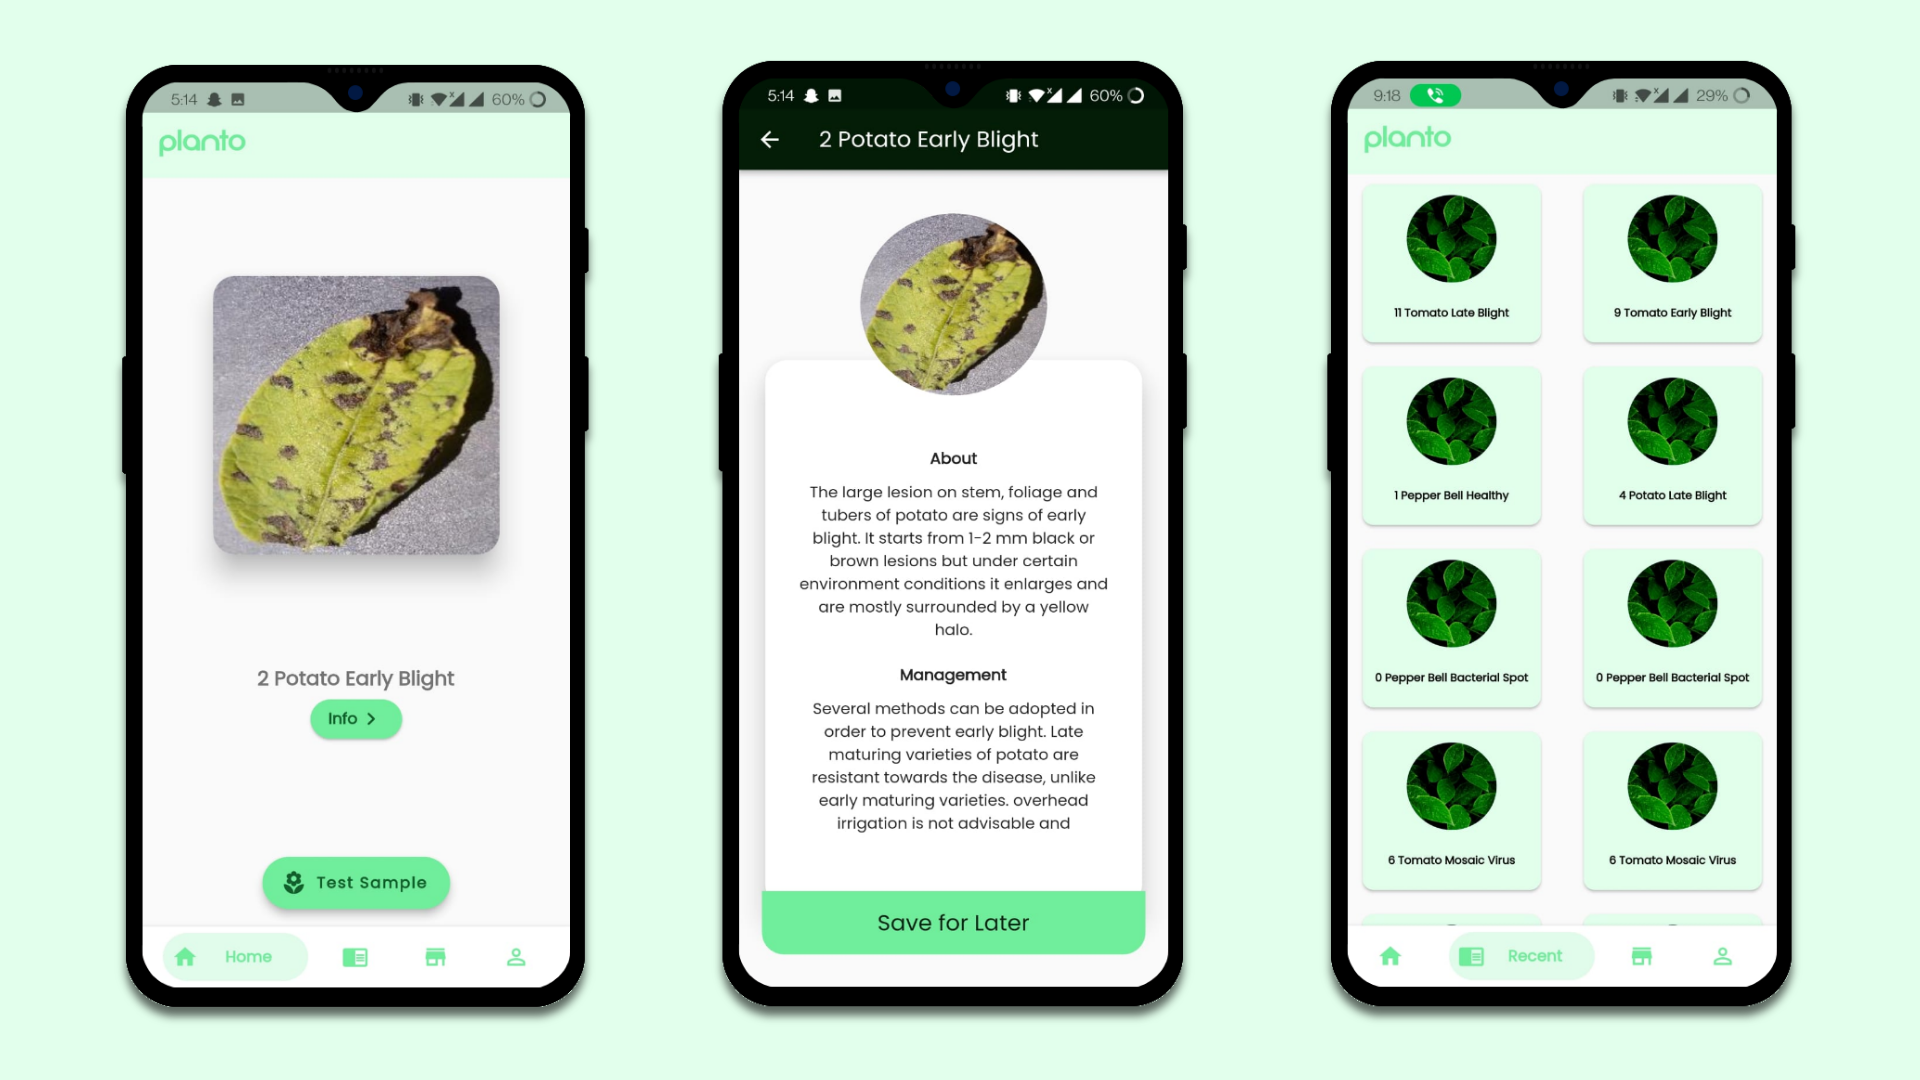 5:14
60%
planto
2 Potato Early Blight
Info
Test Sample
Home
5:14
60%
2 Potato Early Blight
About
The large lesion on stem, foliage and
tubers of potato are signs of early
blight. It starts from 1-2 mm black or
brown lesions but under certain
environment conditions it enlarges and
are mostly surrounded by a yellow
halo.
Management
Several methods can be adopted in
order to prevent early blight. Late
maturing varieties of potato are
resistant towards the disease, unlike
early maturing varieties. overhead
irrigation is not advisable and
Save for Later
9:18
29%
planto
11 Tomato Late Blight
9 Tomato Early Blight
1 Pepper Bell Healthy
4 Potato Late Blight
0 Pepper Bell Bacterial Spot
0 Pepper Bell Bacterial Spot
6 Tomato Mosaic Virus
6 Tomato Mosaic Virus
Recent